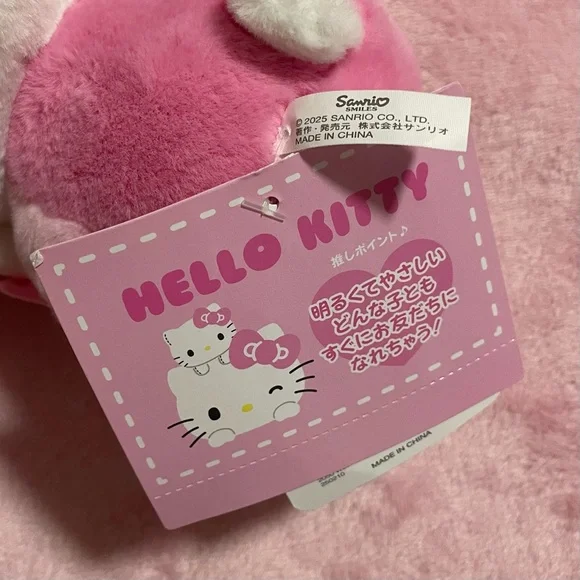 Sanrio
SMILES
© 2025 SANRIO CO., LTD.
著作・発売元 株式会社サンリオ
MADE IN CHINA
HELLO KITTY
推しポイント♪
明るくてやさしい
どんな子とも
すぐにお友だちに
なれちゃう!
MADE IN CHINA